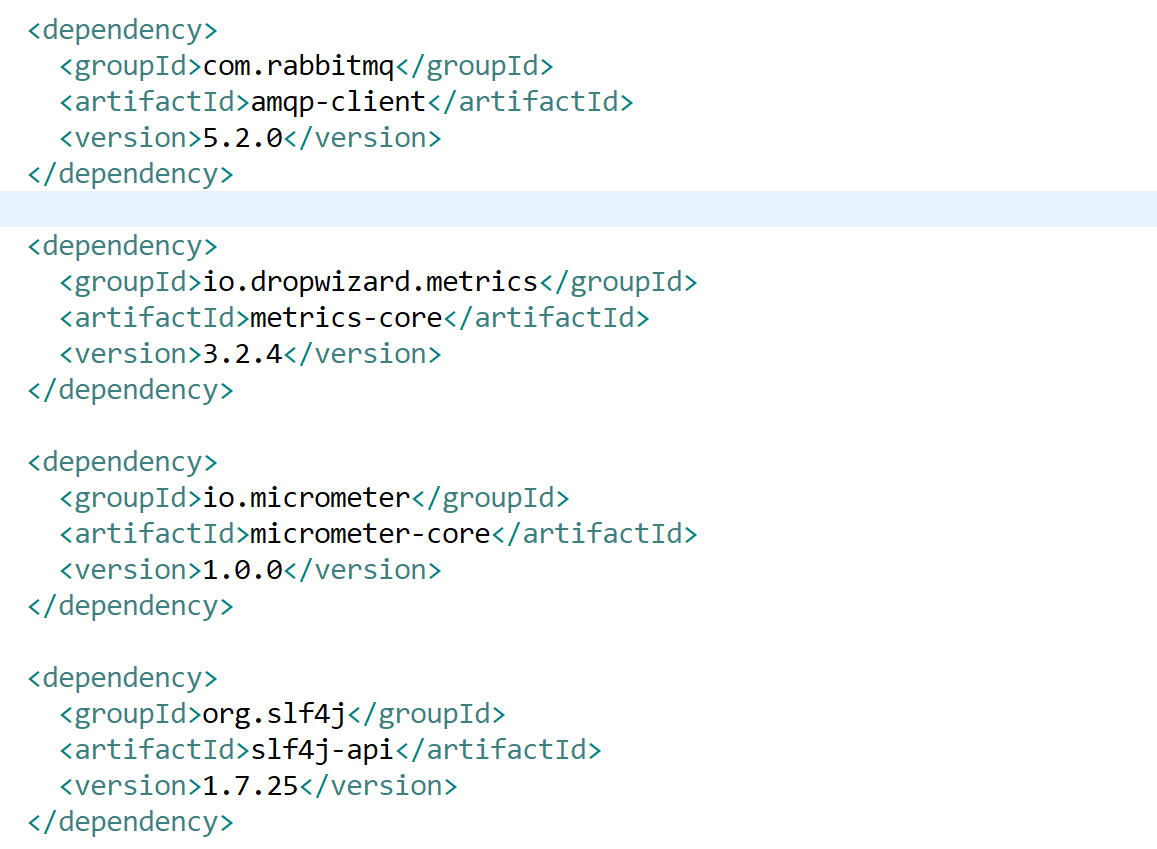 <dependency>
<groupId>com.rabbitmq</groupId>
<artifactId>amqp-client</artifactId>
<version>5.2.0</version>
</dependency>
<dependency>
<groupId>io.dropwizard.metrics</groupId>
<artifactId>metrics-core</artifactId>
<version>3.2.4</version>
</dependency>
<dependency>
<groupId>io.micrometer</groupId>
<artifactId>micrometer-core</artifactId>
<version>1.0.0</version>
</dependency>
<dependency>
<groupId>org.slf4j</groupId>
<artifactId>slf4j-api</artifactId>
<version>1.7.25</version>
</dependency>